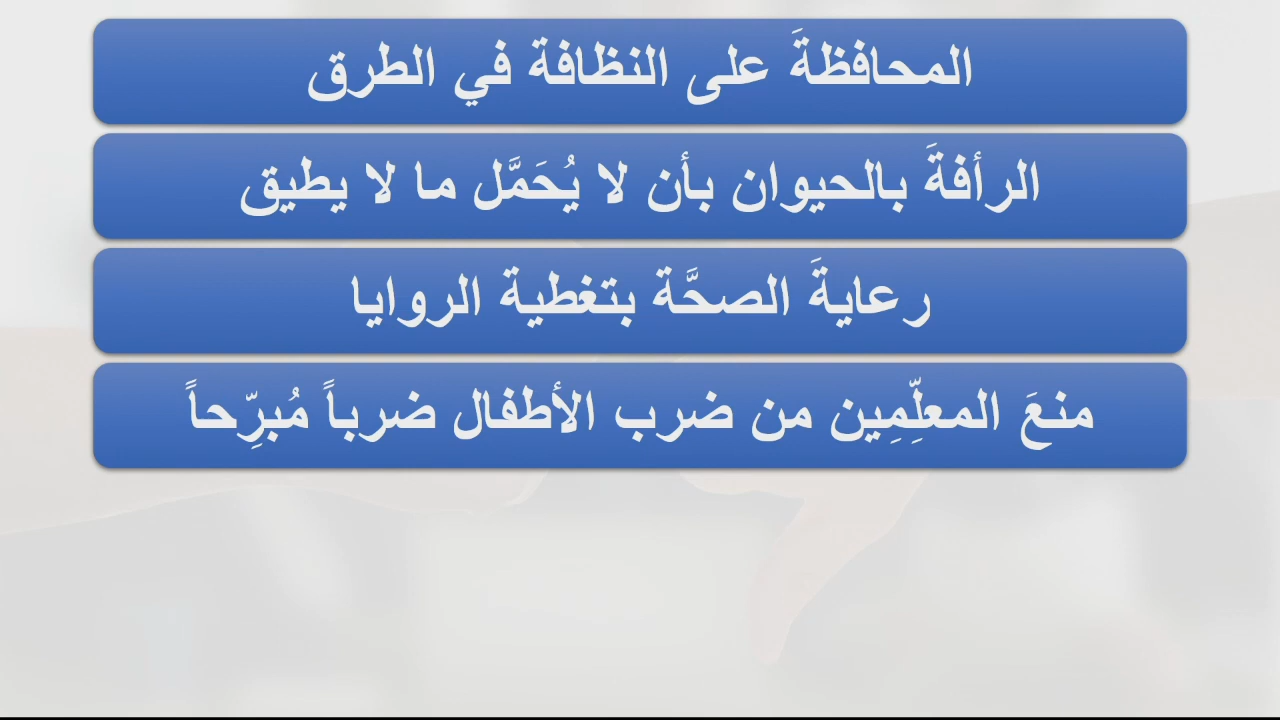 المحافظةَ على النظافة في الطرق
الرأفةَ بالحيوان بأن لا يُحَمَّل ما لا يطيق
رعايةَ الصحَّة بتغطية الروايا
منعَ المعلِّمِين من ضرب الأطفال ضرباً مُبرِّحاً